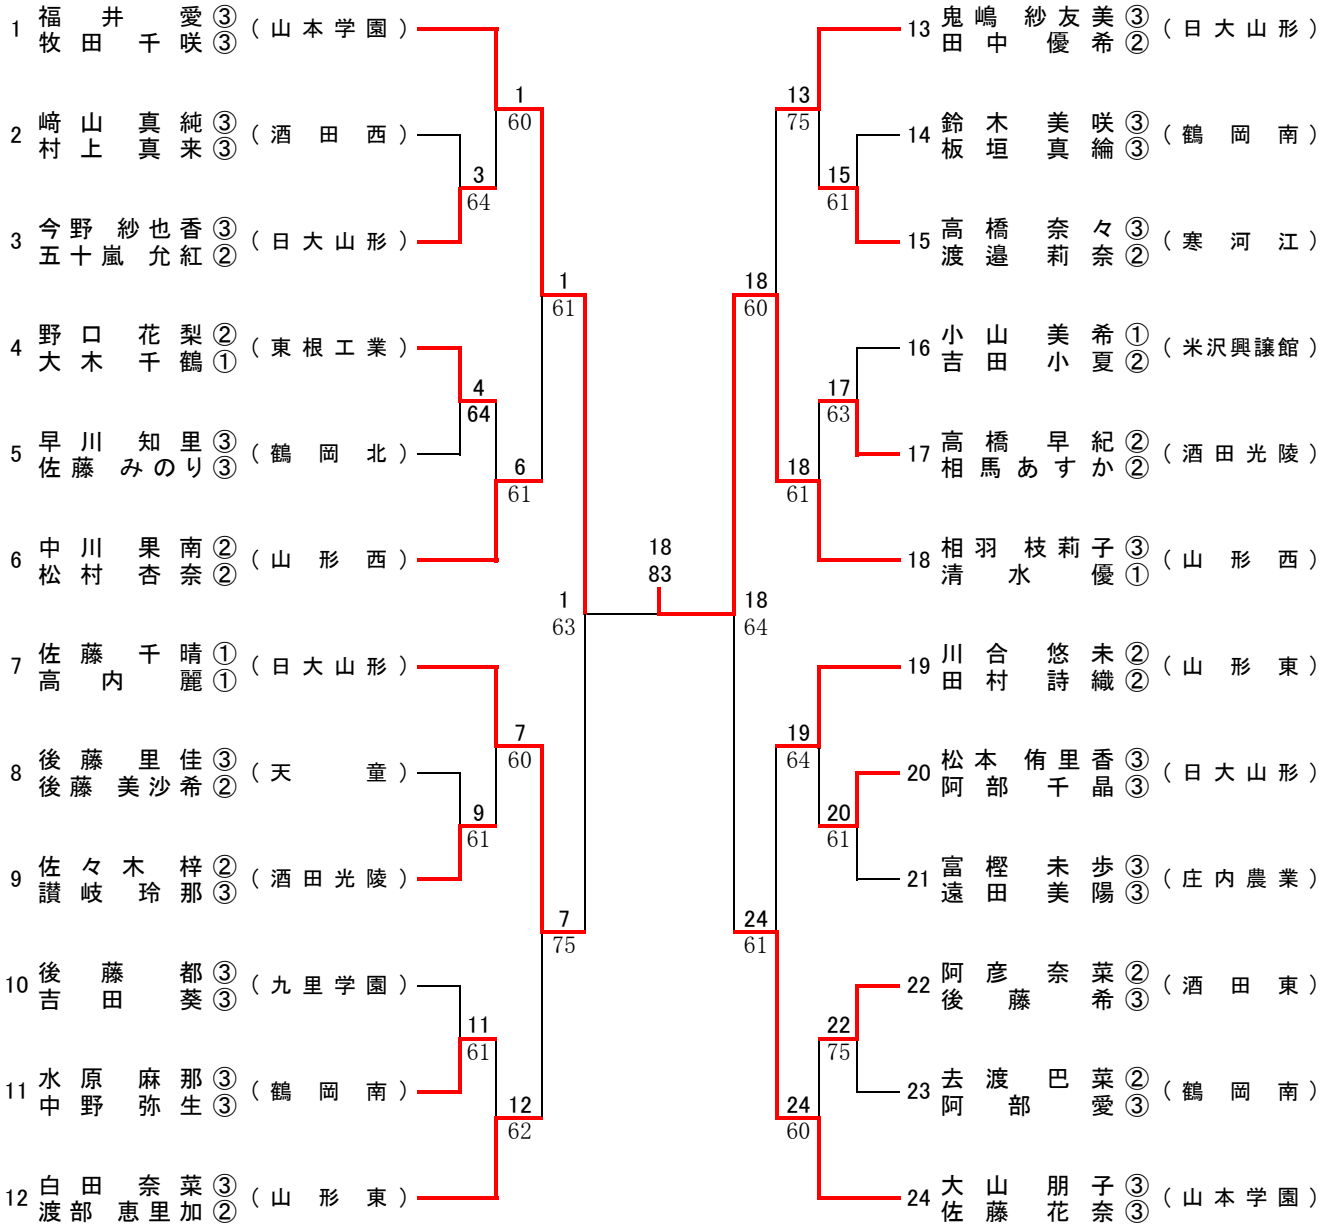 1 福井愛③ (山本学園)
牧田千咲③
2 﨑山真純③ (酒田西)
村上真来③
3 今野紗也香③ (日大山形)
五十嵐允紅②
4 野口花梨② (東根工業)
大木千鶴①
5 早川知里③ (鶴岡北)
佐藤みのり③
6 中川果南② (山形西)
松村杏奈②
7 佐藤千晴① (日大山形)
高内麗①
8 後藤里佳③ (天童)
後藤美沙希②
9 佐々木梓② (酒田光陵)
讃岐玲那③
10 後藤都③ (九里学園)
吉田葵③
11 水原麻那③ (鶴岡南)
中野弥生③
12 白田奈菜③ (山形東)
渡部恵里加②
1
60
3
64
1
61
4
64
6
61
1
63
7
60
9
61
7
75
11
61
12
62
18
83
13
75
15
61
18
60
17
63
18
61
18
64
19
64
20
61
24
61
22
75
24
60
13 鬼嶋紗友美③ (日大山形)
田中優希②
14 鈴木美咲③ (鶴岡南)
板垣真綸③
15 高橋奈々③ (寒河江)
渡邉莉奈②
16 小山美希① (米沢興譲館)
吉田小夏②
17 高橋早紀② (酒田光陵)
相馬あすか②
18 相羽枝莉子③ (山形西)
清水優①
19 川合悠未② (山形東)
田村詩織②
20 松本侑里香③ (日大山形)
阿部千晶③
21 富樫未歩③ (庄内農業)
遠田美陽③
22 阿彦奈菜② (酒田東)
後藤希③
23 去渡巴菜② (鶴岡南)
阿部愛③
24 大山朋子③ (山本学園)
佐藤花奈③